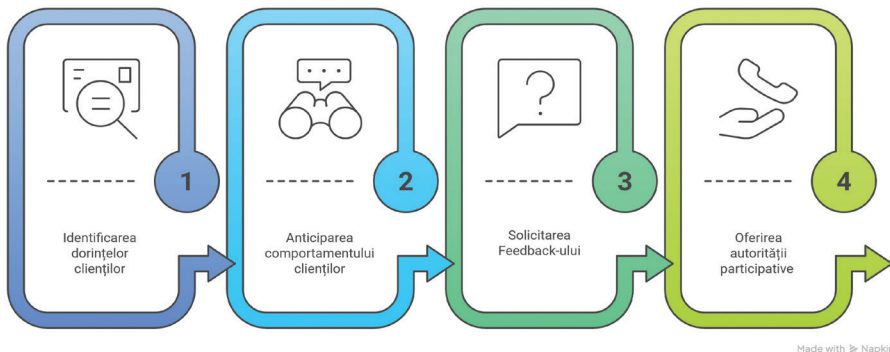 1
Identificarea
dorințelor
clienților
2
Anticiparea
comportamentului
clienților
3
Solicitarea
Feedback-ului
4
Oferirea
autorității
participative
Made with Napkin